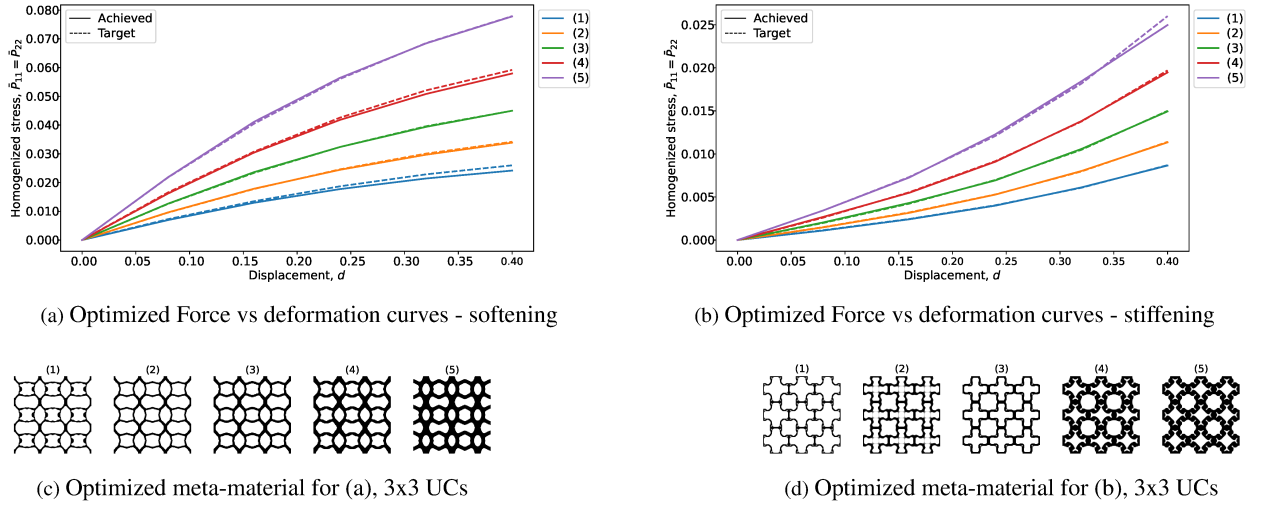 0.080
0.070
0.060
0.050
0.040
0.030
0.020
0.010
0.000
Homogenized stress, P̄₁₁ = P̄₂₂
Achieved
Target
(1)
(2)
(3)
(4)
(5)
0.00 0.05 0.10 0.15 0.20 0.25 0.30 0.35 0.40
Displacement, d
(a) Optimized Force vs deformation curves - softening
0.025
0.020
0.015
0.010
0.005
0.000
Homogenized stress, P̄₁₁ = P̄₂₂
Achieved
Target
(1)
(2)
(3)
(4)
(5)
0.00 0.05 0.10 0.15 0.20 0.25 0.30 0.35 0.40
Displacement, d
(b) Optimized Force vs deformation curves - stiffening
(1) (2) (3) (4) (5)
(c) Optimized meta-material for (a), 3x3 UCs
(1) (2) (3) (4) (5)
(d) Optimized meta-material for (b), 3x3 UCs